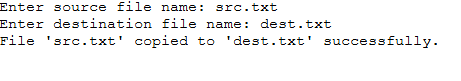 Enter source file name: src.txt
Enter destination file name: dest.txt
File 'src.txt' copied to 'dest.txt' successfully.